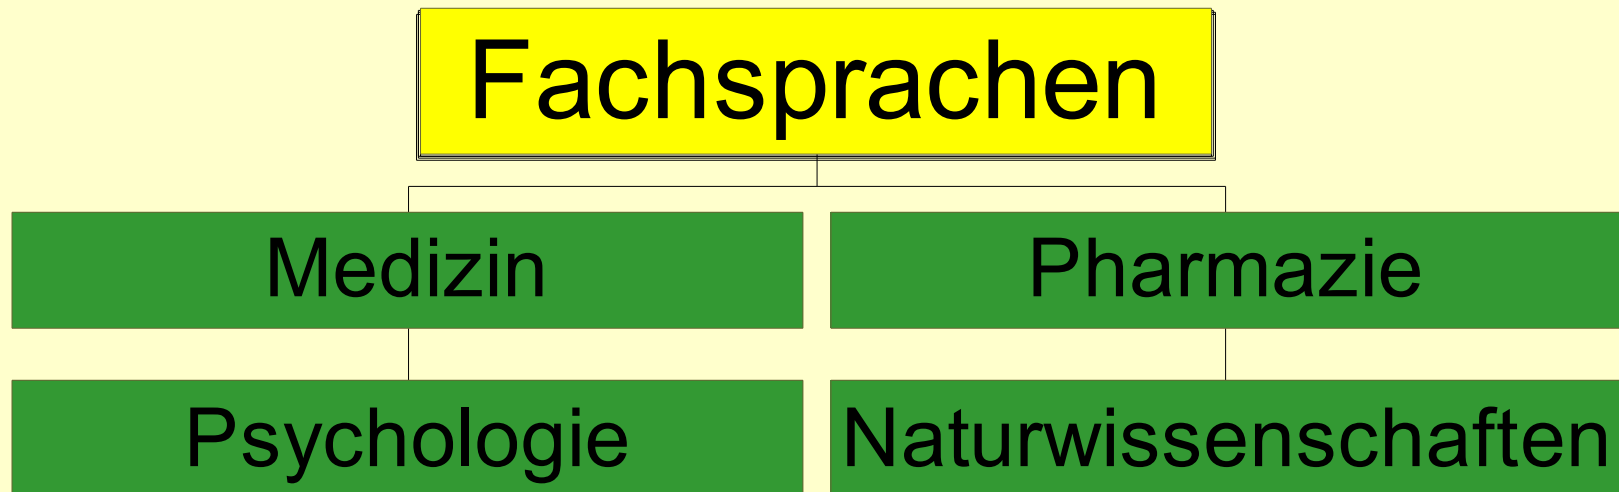 Fachsprachen
Medizin
Pharmazie
Psychologie
Naturwissenschaften